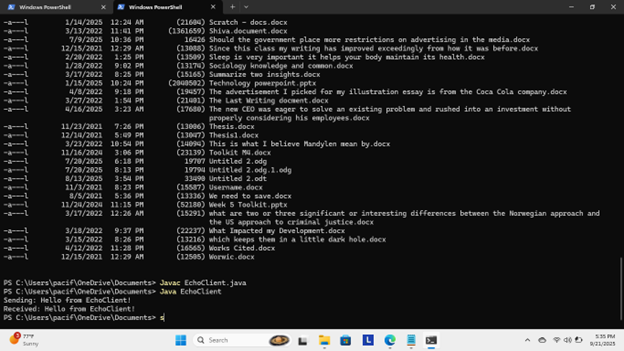 Windows PowerShell
Windows PowerShell
-a---l 1/14/2025 12:24 AM (21604) Scratch - docs.docx
-a---l 3/13/2022 11:41 PM (1361659) Shiva.document.docx
-a---l 7/9/2025 10:36 PM 16426 Should the government place more restrictions on advertising in the media.docx
-a---l 12/15/2021 12:29 AM (13088) Since this class my writing has improved exceedingly from how it was before.docx
-a---l 2/20/2022 1:25 PM (13509) Sleep is very important it helps your body maintain its health.docx
-a---l 1/28/2022 9:02 PM (13174) Sociology knowledge and common.docx
-a---l 3/17/2022 8:25 PM (15165) Summarize two insights.docx
-a---l 1/15/2025 10:24 PM (2040502) Technology powerpoint.pptx
-a---l 4/8/2022 9:18 PM (19457) The advertisement I picked for my illustration essay is from the Coca Cola company.docx
-a---l 3/27/2022 1:54 PM (21401) The Last Writing docment.docx
-a---l 4/16/2022 3:23 AM (17680) The new CEO was eager to solve an existing problem and rushed into an investment without
properly considering his employees.docx
-a---l 11/23/2021 7:26 PM (13006) Thesis.docx
-a---l 12/14/2021 5:49 PM (13047) Thesis1.docx
-a---l 3/23/2022 10:54 PM (14094) This is what I believe Mandylen mean by.docx
-a---l 11/16/2024 3:06 PM (23139) Toolkit M4.docx
-a---l 7/20/2025 6:18 PM 19707 Untitled 2.odg
-a---l 7/20/2025 8:13 PM 19794 Untitled 2.odg.1.odg
-a---l 8/13/2025 3:54 PM 33490 Untitled 2.odt
-a---l 11/3/2021 8:23 PM (15587) Username.docx
-a---l 8/5/2021 5:36 PM (13336) We need to save.docx
-a---l 11/24/2024 11:15 PM (52180) Week 5 Toolkit.pptx
-a---l 3/17/2022 12:26 AM (15291) what are two or three significant or interesting differences between the Norwegian approach and
the US approach to criminal justice.docx
-a---l 3/18/2022 9:37 PM (22237) What Impacted my Development.docx
-a---l 3/15/2022 8:26 PM (13216) which keeps them in a little dark hole.docx
-a---l 4/12/2022 11:28 PM (16565) Works Cited.docx
-a---l 12/15/2021 12:29 AM (12505) Worwic.docx
PS C:\Users\pacif\OneDrive\Documents> Javac EchoClient.java
PS C:\Users\pacif\OneDrive\Documents> Java EchoClient
Sending: Hello from EchoClient!
Received: Hello from EchoClient!
PS C:\Users\pacif\OneDrive\Documents> s
77°F
Sunny
Search
5:35 PM
9/21/2025